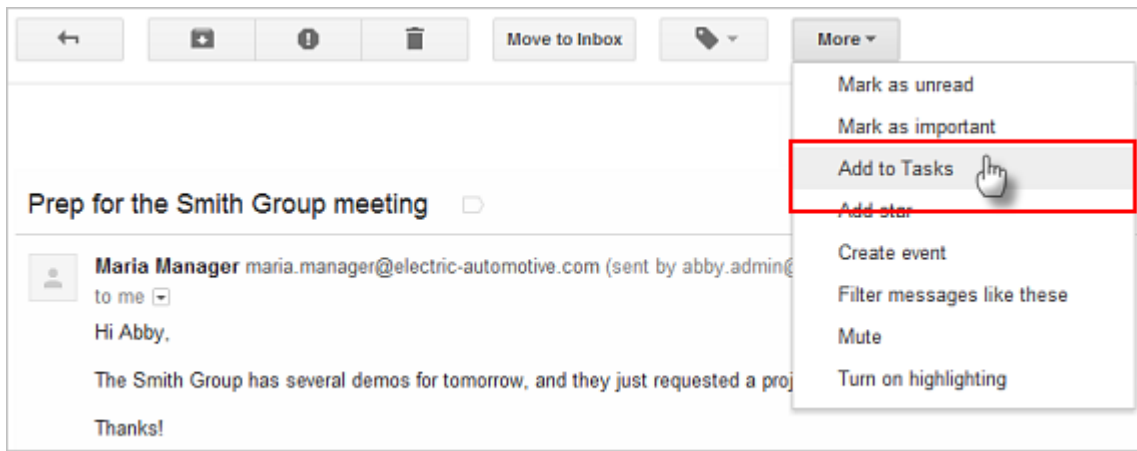 Move to Inbox
More
Mark as unread
Mark as important
Add to Tasks
Add star
Create event
Filter messages like these
Mute
Turn on highlighting
Prep for the Smith Group meeting
Maria Manager maria.manager@electric-automotive.com (sent by abby.admin@
to me
Hi Abby,
The Smith Group has several demos for tomorrow, and they just requested a proj
Thanks!